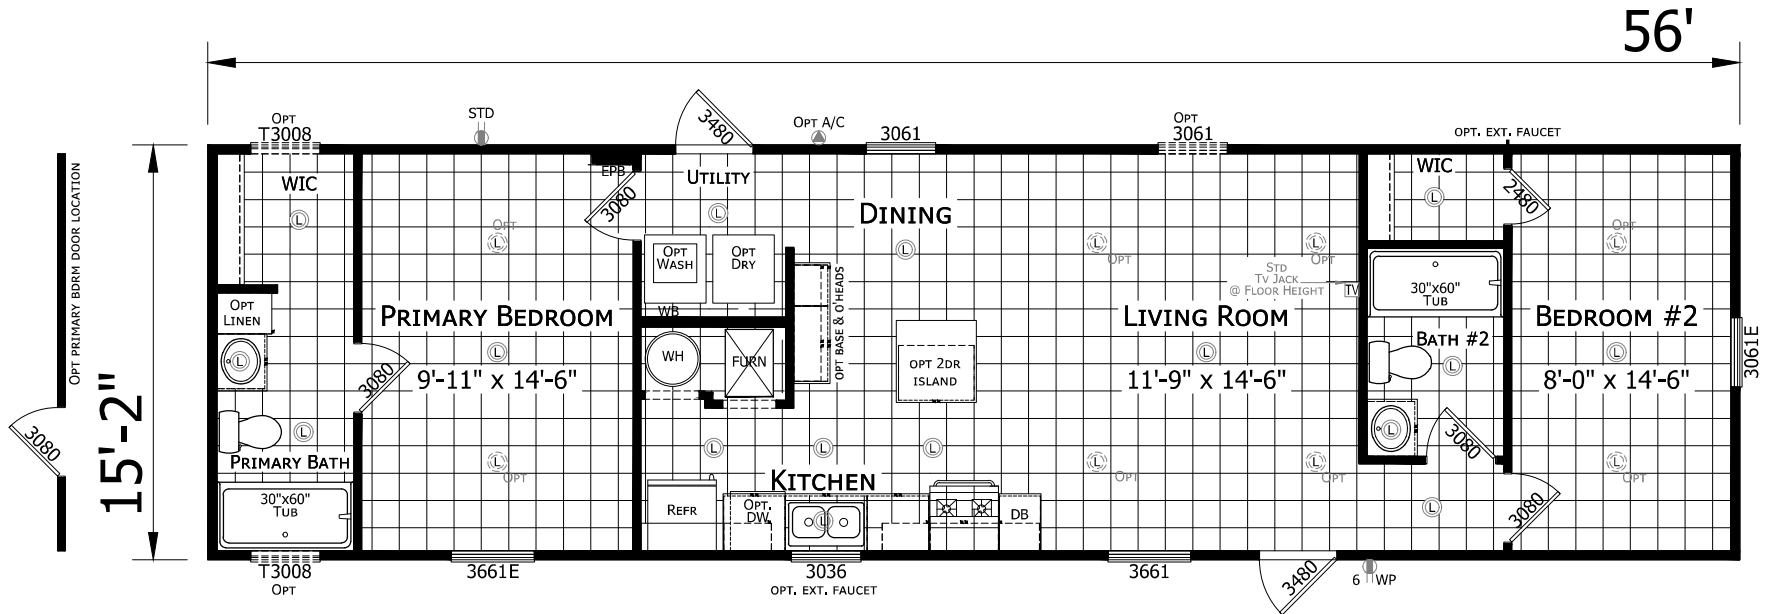 56'
OPT
T3008
STD
3480
OPT A/C
3061
OPT
3061
OPT. EXT. FAUCET
OPT PRIMARY BDRM DOOR LOCATION
3080
15'-2"
WIC
L
OPT
LINEN
L
L
PRIMARY BATH
30"x60"
TUB
3080
T3008
OPT
EPB
3080
OPT
L
PRIMARY BEDROOM
L
9'-11" x 14'-6"
L
OPT
3661E
UTILITY
L
OPT
WASH
OPT
DRY
WB
WH
FURN
OPT BASE & O'HEADS
DINING
L
OPT 2DR
ISLAND
L
L
L
KITCHEN
REFR
OPT.
DW
L
DB
3036
OPT. EXT. FAUCET
L
OPT
L
OPT
STD
TV JACK
@ FLOOR HEIGHT
TV
LIVING ROOM
L
11'-9" x 14'-6"
L
OPT
L
OPT
3661
3480
6 WP
WIC
L
2480
30"x60"
TUB
BATH #2
L
L
3080
L
3080
OPT
L
BEDROOM #2
L
8'-0" x 14'-6"
L
OPT
3061E